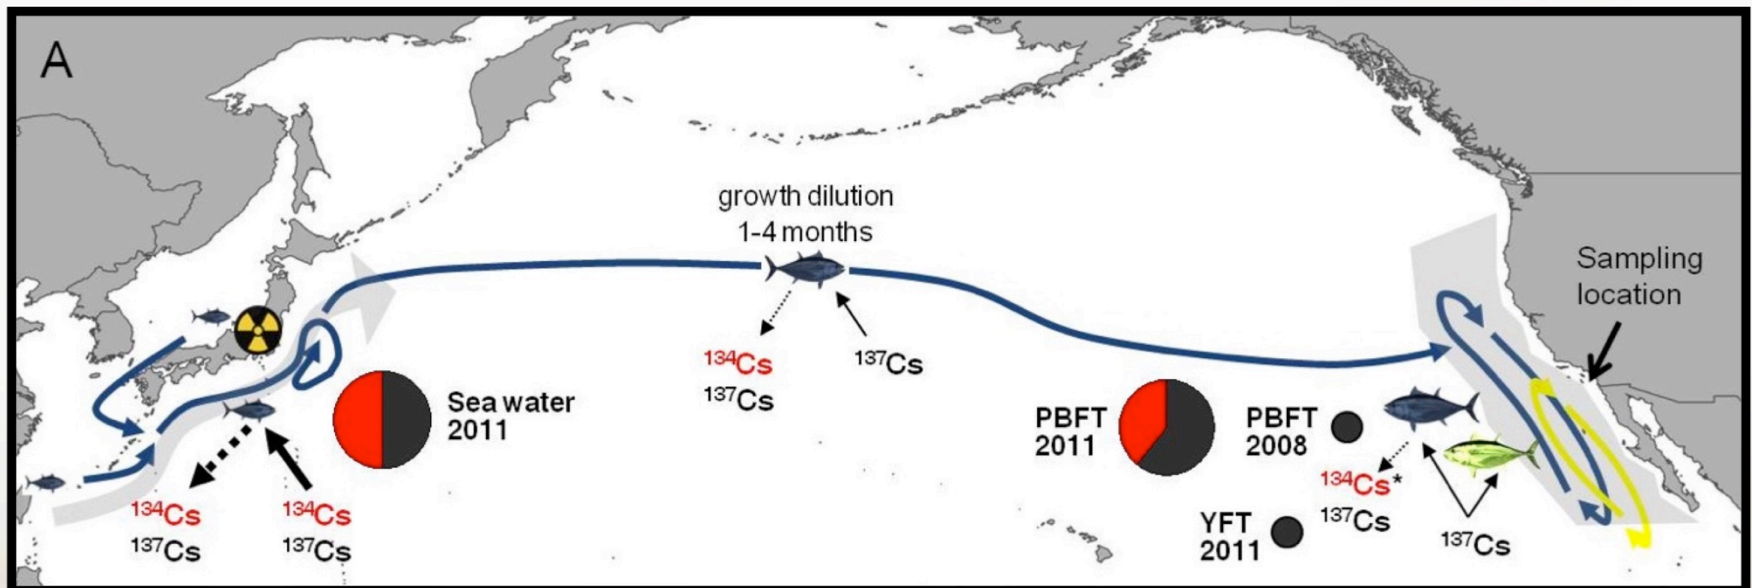 A
growth dilution
1-4 months
Sampling
location
¹³⁴Cs
¹³⁷Cs
¹³⁷Cs
Sea water
2011
PBFT
2011
PBFT
2008
¹³⁴Cs*
¹³⁷Cs
YFT
2011
¹³⁷Cs
¹³⁴Cs
¹³⁷Cs
¹³⁴Cs
¹³⁷Cs